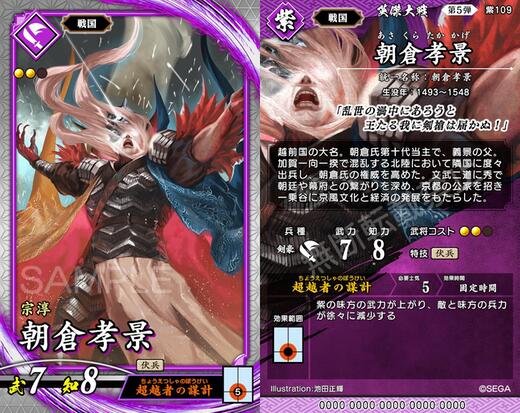 戦国
SAMPLE
宗淳
朝倉孝景
伏兵
武7 知8
ちょうえつしゃのぼうけい
超越者の謀計
5
紫
戦国
英傑大戦
第5弾
紫109
あさくらたかかげ
朝倉孝景
統一名称:朝倉孝景
生没年:1493~1548
「乱世の渦中にあろうと
王たる我に剣槍は届かぬ!」
越前国の大名。朝倉氏第十代当主で、義景の父。
加賀一向一揆で混乱する北陸において隣国に度々
出兵し、朝倉氏の権威を高めた。文武二道に秀で
朝廷や幕府との繋がりを深め、京都の公家を招き
一乗谷に京風文化と経済の発展をもたらした。
兵種 武力 知力 武将コスト
剣豪 7 8 特技 伏兵
ちょうえつしゃのぼうけい 必要士気 効果時間
超越者の謀計 5 固定時間
効果範囲
紫の味方の武力が上がり、敵と味方の兵力
が徐々に減少する
©SEGA
Illustration:池田正輝
0000 0000 0000 0000 0000